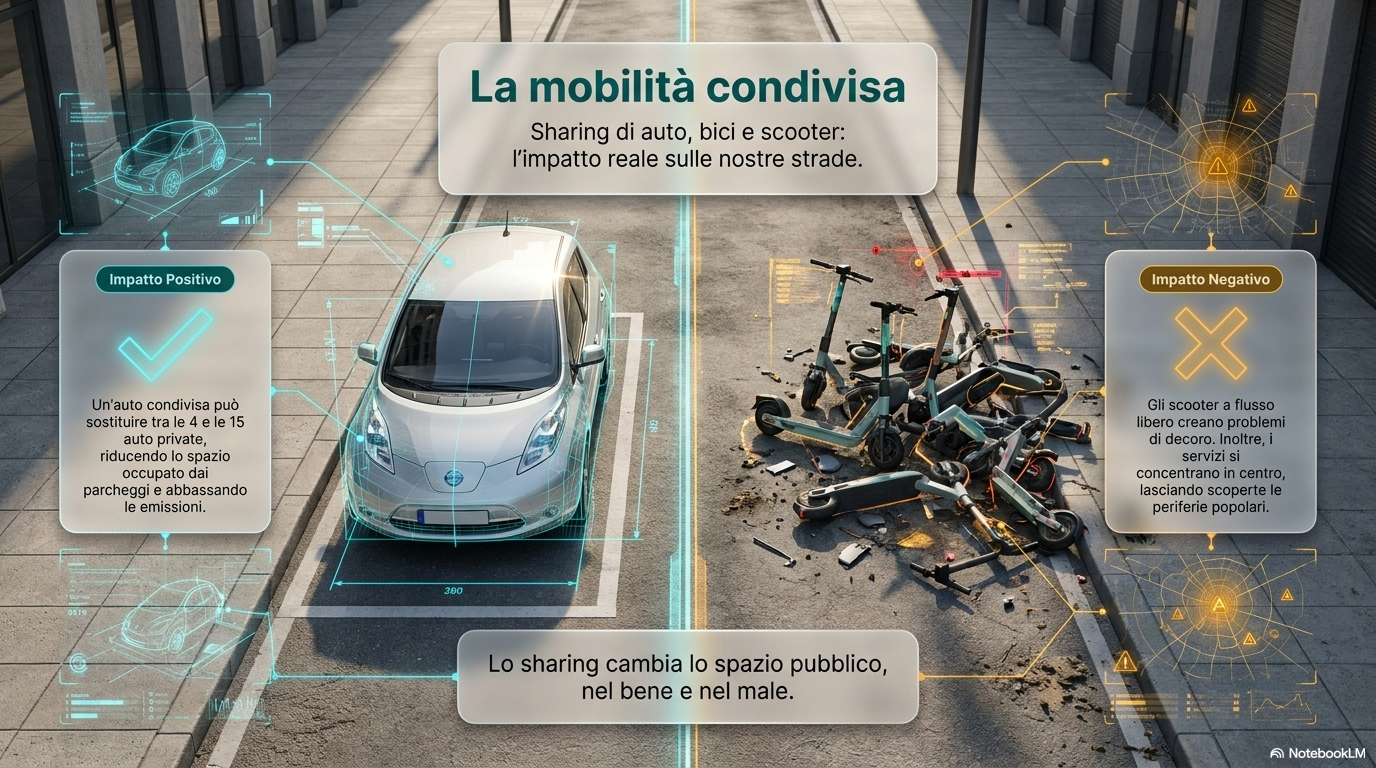 La mobilità condivisa
Sharing di auto, bici e scooter:
l'impatto reale sulle nostre strade.
Impatto Positivo
Un'auto condivisa può
sostituire tra le 4 e le 15
auto private,
riducendo lo spazio
occupato dai
parcheggi e abbassando
le emissioni.
Impatto Negativo
Gli scooter a flusso
libero creano problemi
di decoro. Inoltre, i
servizi si
concentrano in centro,
lasciando scoperte le
periferie popolari.
Lo sharing cambia lo spazio pubblico,
nel bene e nel male.
NotebookLM